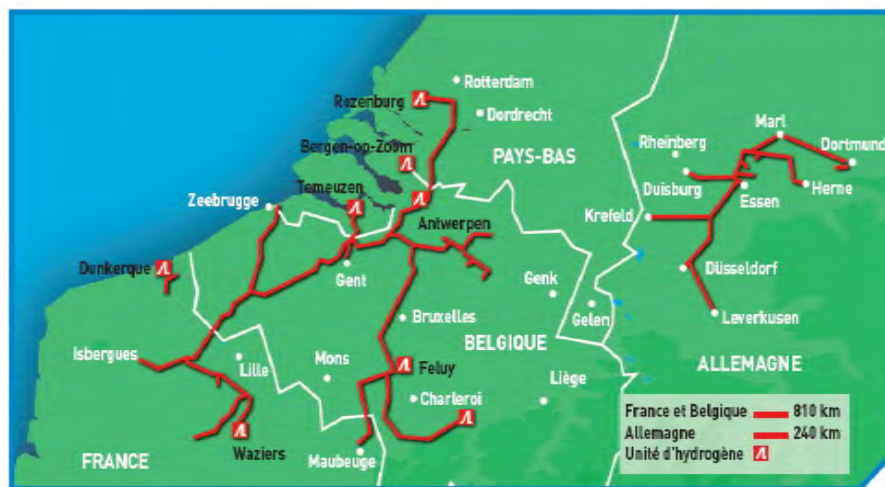 Rotterdam
Rozenburg
Dordrecht
Marl
Bergen-op-Zoom
PAYS-BAS
Rheinberg
Dortmund
Terneuzen
Zeebrugge
Duisburg
Herne
Essen
Krefeld
Antwerpen
Dunkerque
Gent
Genk
Düsseldorf
Gelen
Bruxelles
Leverkusen
BELGIQUE
Isbergues
Lille
Mons
Feluy
ALLEMAGNE
Liège
Charleroi
France et Belgique 810 km
Allemagne 240 km
Unité d'hydrogène
Waziers
Maubeuge
FRANCE